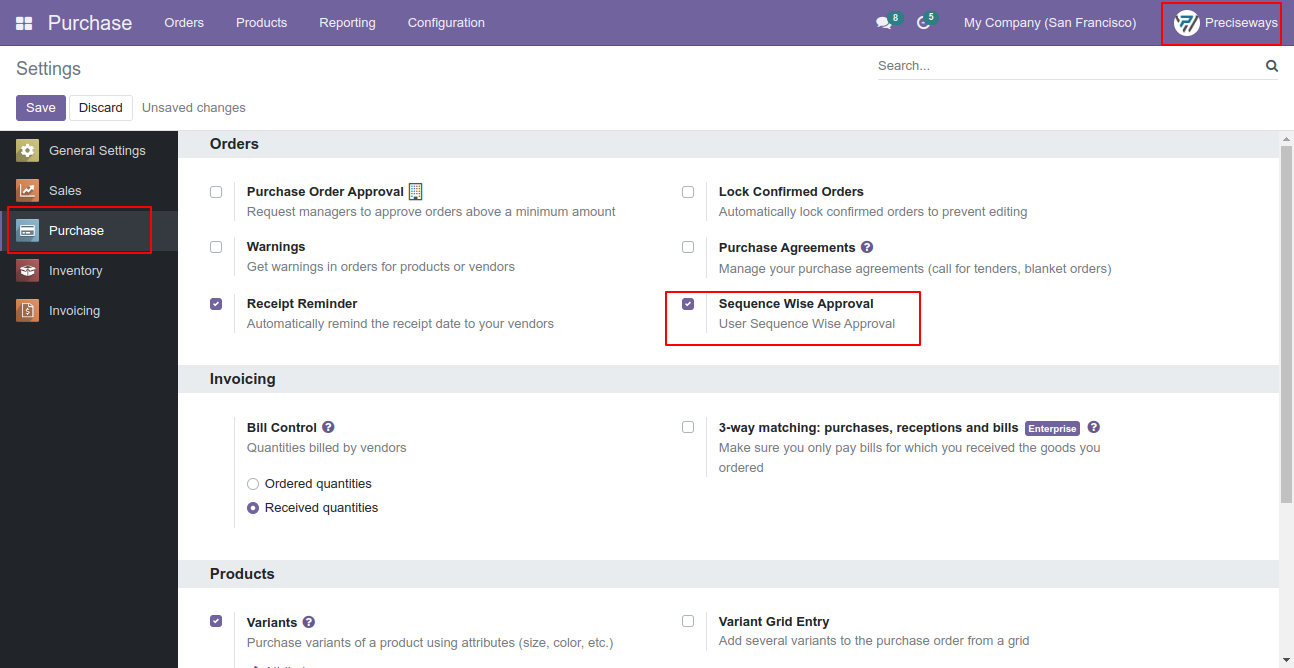 Purchase Orders Products Reporting Configuration 8 5 My Company (San Francisco) Preciseways
Settings
Search...
Save Discard Unsaved changes
General Settings
Sales
Purchase
Inventory
Invoicing
Orders
Purchase Order Approval
Request managers to approve orders above a minimum amount
Lock Confirmed Orders
Automatically lock confirmed orders to prevent editing
Warnings
Get warnings in orders for products or vendors
Purchase Agreements ?
Manage your purchase agreements (call for tenders, blanket orders)
Receipt Reminder
Automatically remind the receipt date to your vendors
Sequence Wise Approval
User Sequence Wise Approval
Invoicing
Bill Control ?
Quantities billed by vendors
Ordered quantities
Received quantities
3-way matching: purchases, receptions and bills Enterprise ?
Make sure you only pay bills for which you received the goods you
ordered
Products
Variants ?
Purchase variants of a product using attributes (size, color, etc.)
Variant Grid Entry
Add several variants to the purchase order from a grid